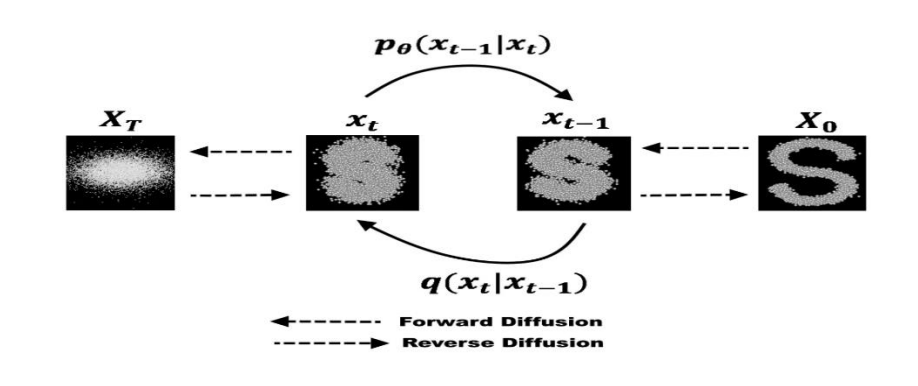 pθ(xt−1|xt)
XT
xt
xt−1
X0
q(xt|xt−1)
Forward Diffusion
Reverse Diffusion